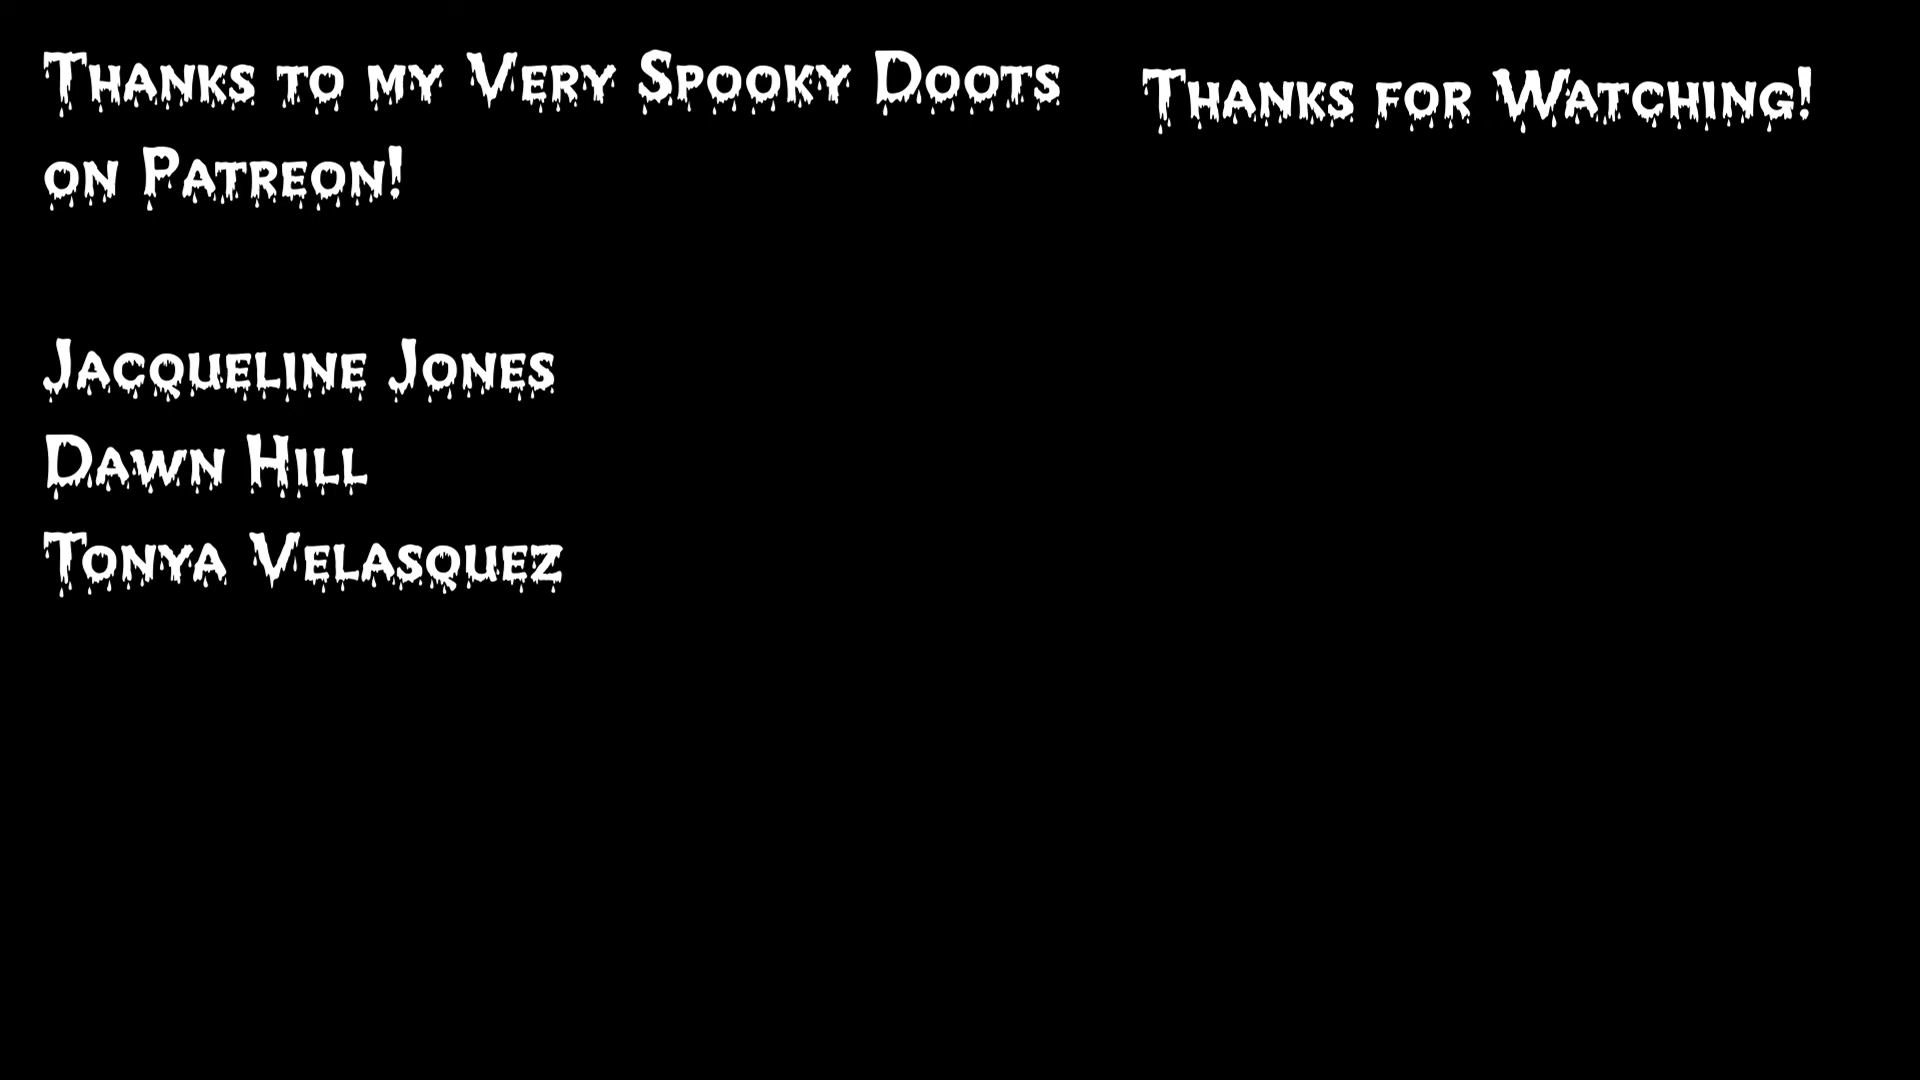 Thanks to my Very Spooky Doots
on Patreon!
Jacqueline Jones
Dawn Hill
Tonya Velasquez
Thanks for Watching!